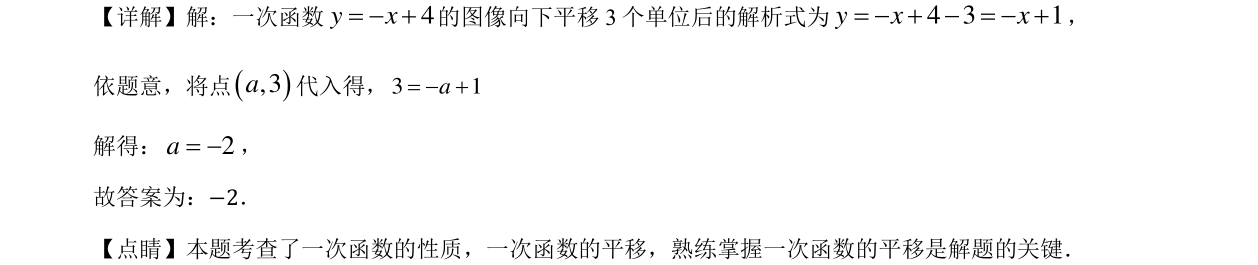 【详解】解：一次函数 y = −x + 4 的图像向下平移 3 个单位后的解析式为 y = −x + 4 − 3 = −x + 1，
依题意，将点(a,3)代入得，3 = −a + 1
解得：a = −2，
故答案为：−2．
【点睛】本题考查了一次函数的性质，一次函数的平移，熟练掌握一次函数的平移是解题的关键．